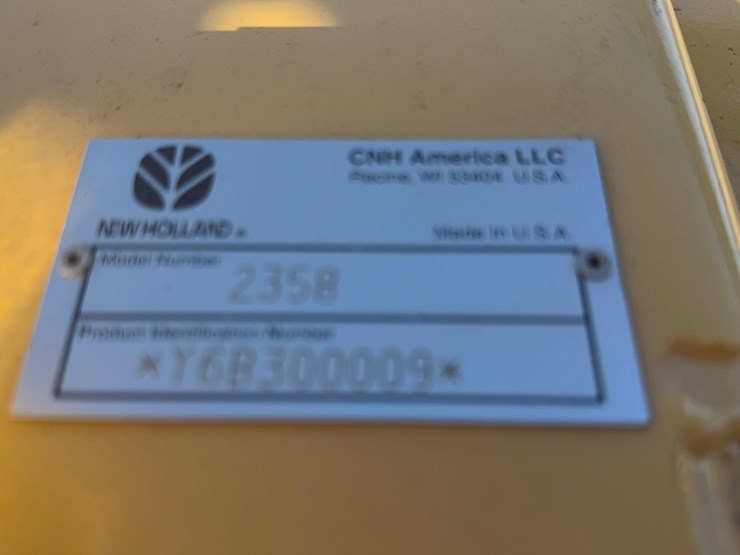 CNH America LLC
Racine, WI 53404 U.S.A.
NEW HOLLAND ®
Made in U.S.A.
Model Number
2358
Product Identification Number
*Y6B300009*